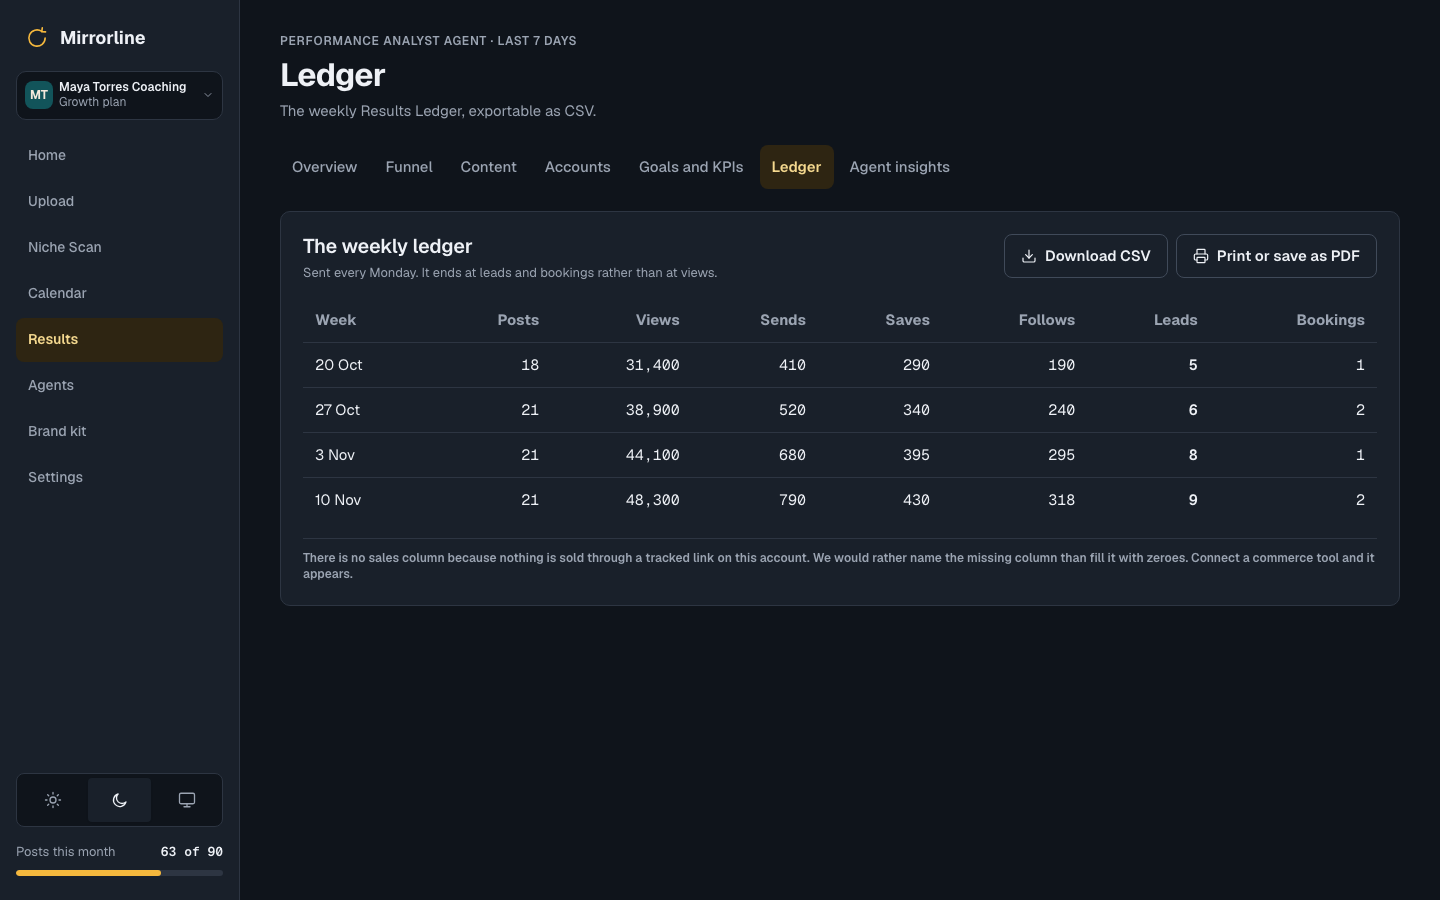 Mirrorline
MT
Maya Torres Coaching
Growth plan
Home
Upload
Niche Scan
Calendar
Results
Agents
Brand kit
Settings
Posts this month 63 of 90
PERFORMANCE ANALYST AGENT · LAST 7 DAYS
Ledger
The weekly Results Ledger, exportable as CSV.
Overview Funnel Content Accounts Goals and KPIs Ledger Agent insights
The weekly ledger
Sent every Monday. It ends at leads and bookings rather than at views.
Download CSV Print or save as PDF
Week Posts Views Sends Saves Follows Leads Bookings
20 Oct 18 31,400 410 290 190 5 1
27 Oct 21 38,900 520 340 240 6 2
3 Nov 21 44,100 680 395 295 8 1
10 Nov 21 48,300 790 430 318 9 2
There is no sales column because nothing is sold through a tracked link on this account. We would rather name the missing column than fill it with zeroes. Connect a commerce tool and it
appears.